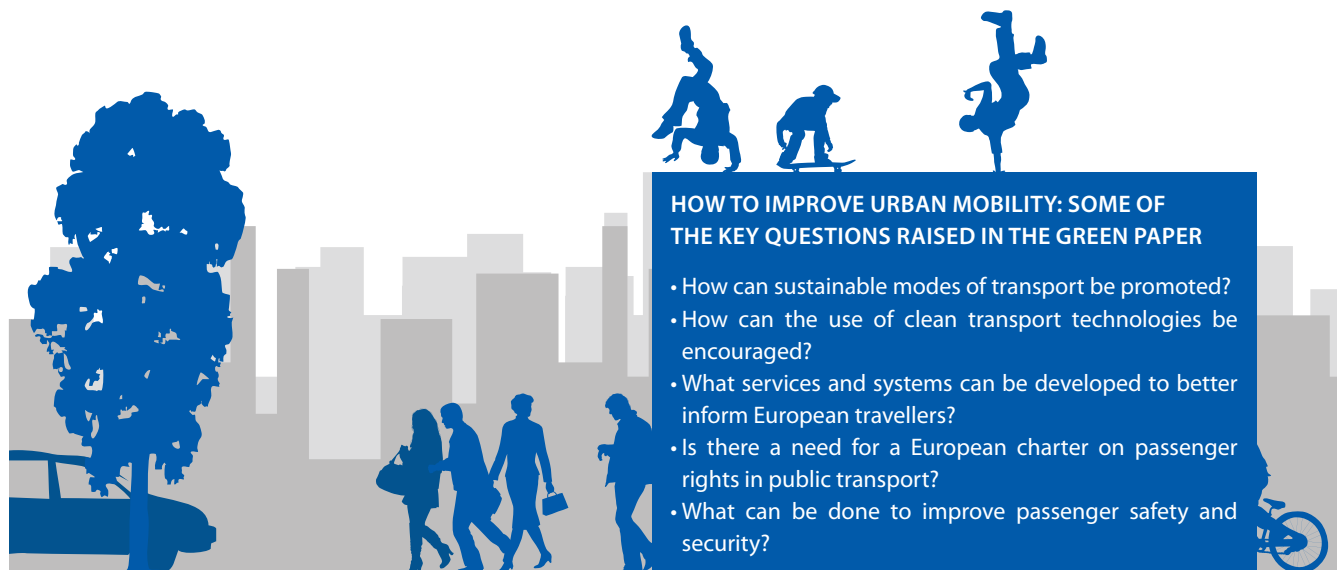 HOW TO IMPROVE URBAN MOBILITY: SOME OF
THE KEY QUESTIONS RAISED IN THE GREEN PAPER
• How can sustainable modes of transport be promoted?
• How can the use of clean transport technologies be
encouraged?
• What services and systems can be developed to better
inform European travellers?
• Is there a need for a European charter on passenger
rights in public transport?
• What can be done to improve passenger safety and
security?